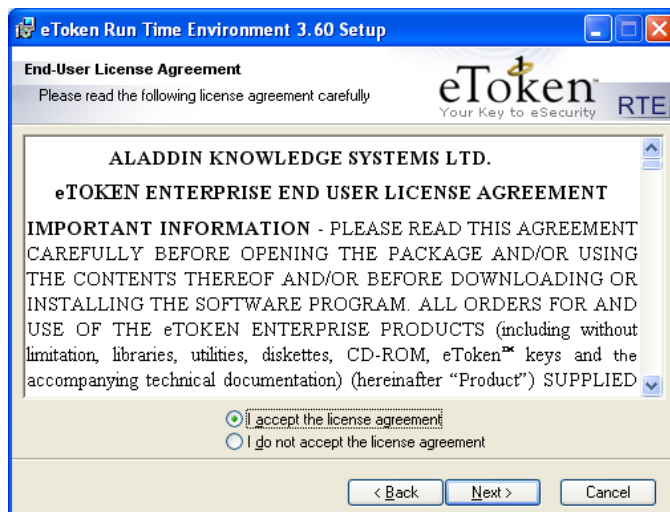 eToken Run Time Environment 3.60 Setup
End-User License Agreement
Please read the following license agreement carefully
eToken™
Your Key to eSecurity
RTE
ALADDIN KNOWLEDGE SYSTEMS LTD.
eTOKEN ENTERPRISE END USER LICENSE AGREEMENT
IMPORTANT INFORMATION - PLEASE READ THIS AGREEMENT
CAREFULLY BEFORE OPENING THE PACKAGE AND/OR USING
THE CONTENTS THEREOF AND/OR BEFORE DOWNLOADING OR
INSTALLING THE SOFTWARE PROGRAM. ALL ORDERS FOR AND
USE OF THE eTOKEN ENTERPRISE PRODUCTS (including without
limitation, libraries, utilities, diskettes, CD-ROM, eToken™ keys and the
accompanying technical documentation) (hereinafter “Product”) SUPPLIED
I accept the license agreement
I do not accept the license agreement
< Back
Next >
Cancel